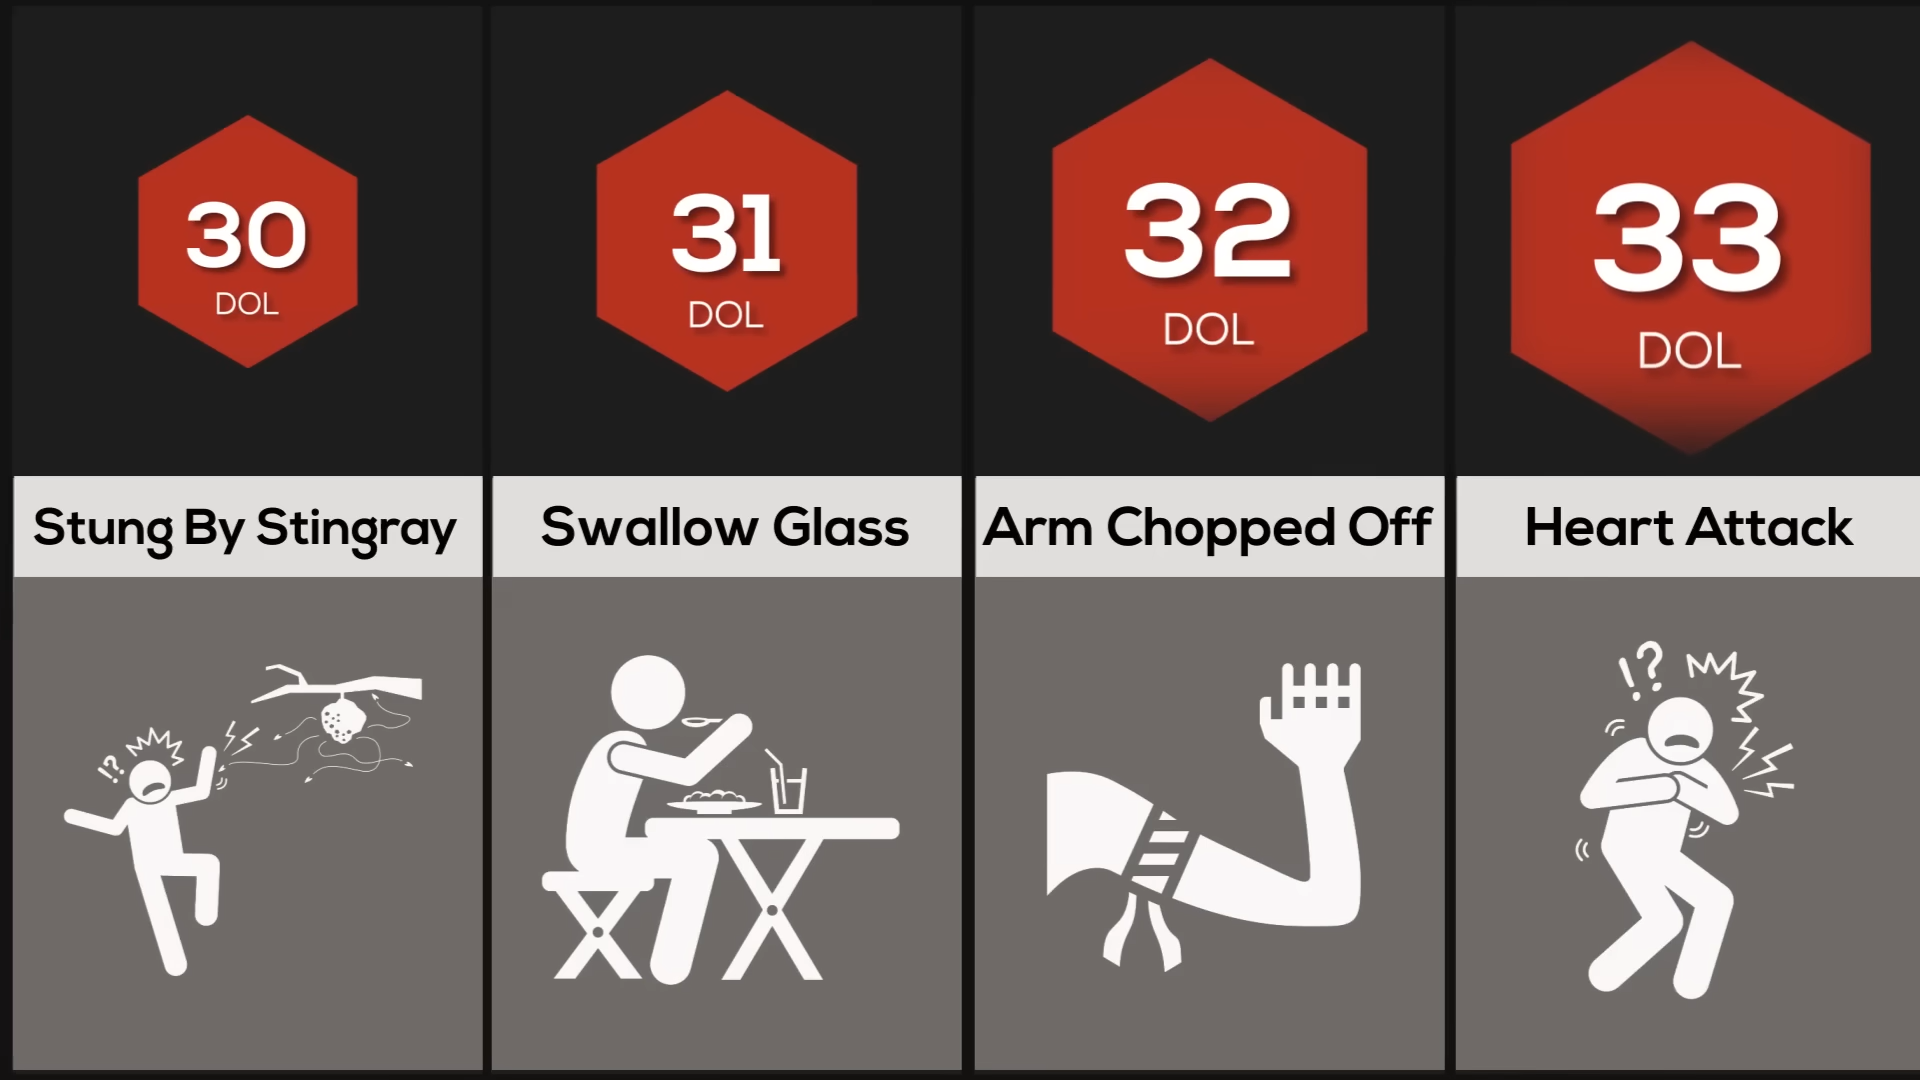 30
DOL
Stung By Stingray
!?
31
DOL
Swallow Glass
32
DOL
Arm Chopped Off
33
DOL
Heart Attack
!?